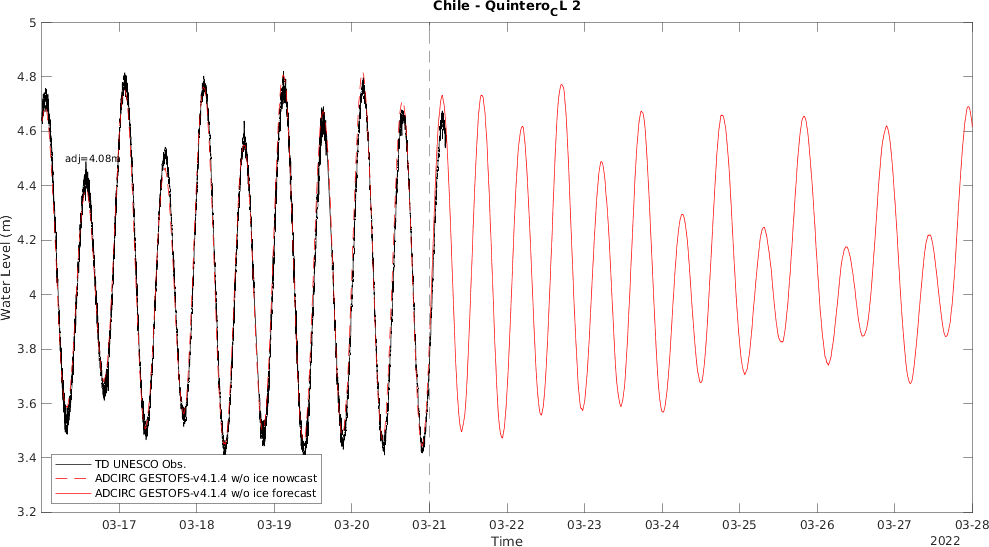 Chile - Quintero_CL 2
5
4.8
4.6
4.4
4.2
4
3.8
3.6
3.4
3.2
Water Level (m)
adj=4.08m
TD UNESCO Obs.
ADCIRC GESTOFS-v4.1.4 w/o ice nowcast
ADCIRC GESTOFS-v4.1.4 w/o ice forecast
03-17 03-18 03-19 03-20 03-21 03-22 03-23 03-24 03-25 03-26 03-27 03-28
Time
2022